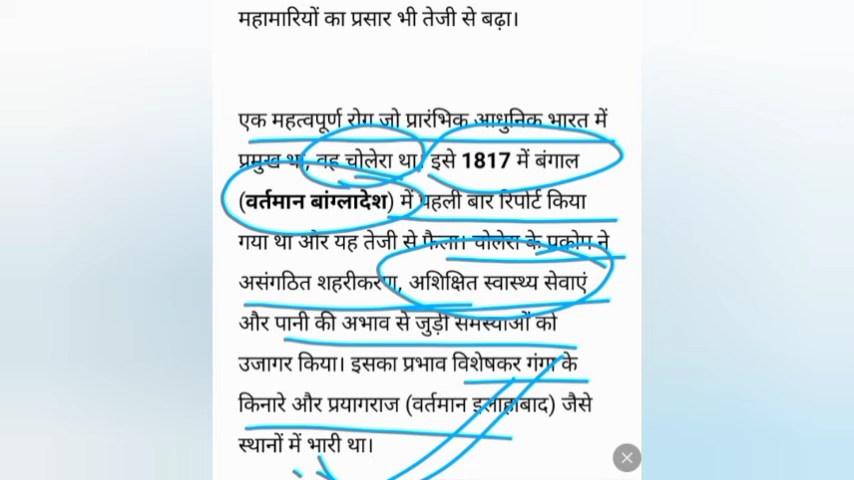 महामारियों का प्रसार भी तेजी से बढ़ा।
एक महत्वपूर्ण रोग जो प्रारंभिक आधुनिक भारत में
प्रमुख था, वह चोलेरा था, इसे 1817 में बंगाल
(वर्तमान बांग्लादेश) में पहली बार रिपोर्ट किया
गया था और यह तेजी से फैला। चोलेरा के प्रकोप ने
असंगठित शहरीकरण, अशिक्षित स्वास्थ्य सेवाएं
और पानी की अभाव से जुड़ी समस्याओं को
उजागर किया। इसका प्रभाव विशेषकर गंगा के
किनारे और प्रयागराज (वर्तमान इलाहाबाद) जैसे
स्थानों में भारी था।